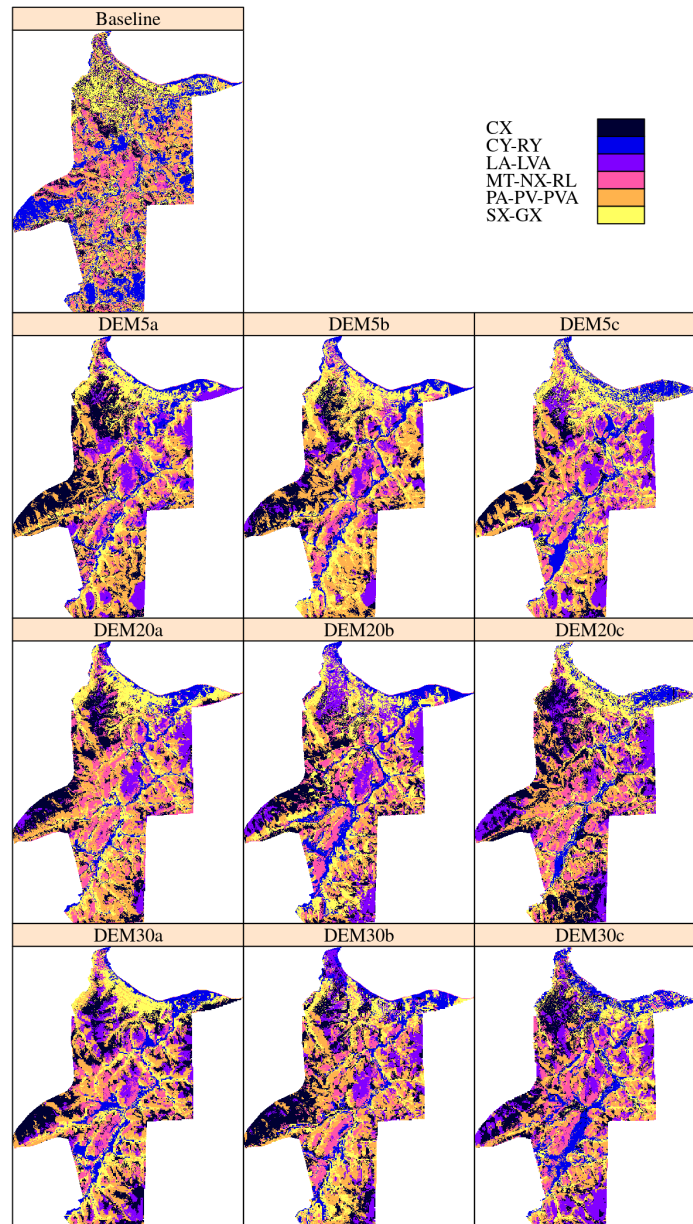 Baseline
CX
CY-RY
LA-LVA
MT-NX-RL
PA-PV-PVA
SX-GX
DEM5a DEM5b DEM5c
DEM20a DEM20b DEM20c
DEM30a DEM30b DEM30c